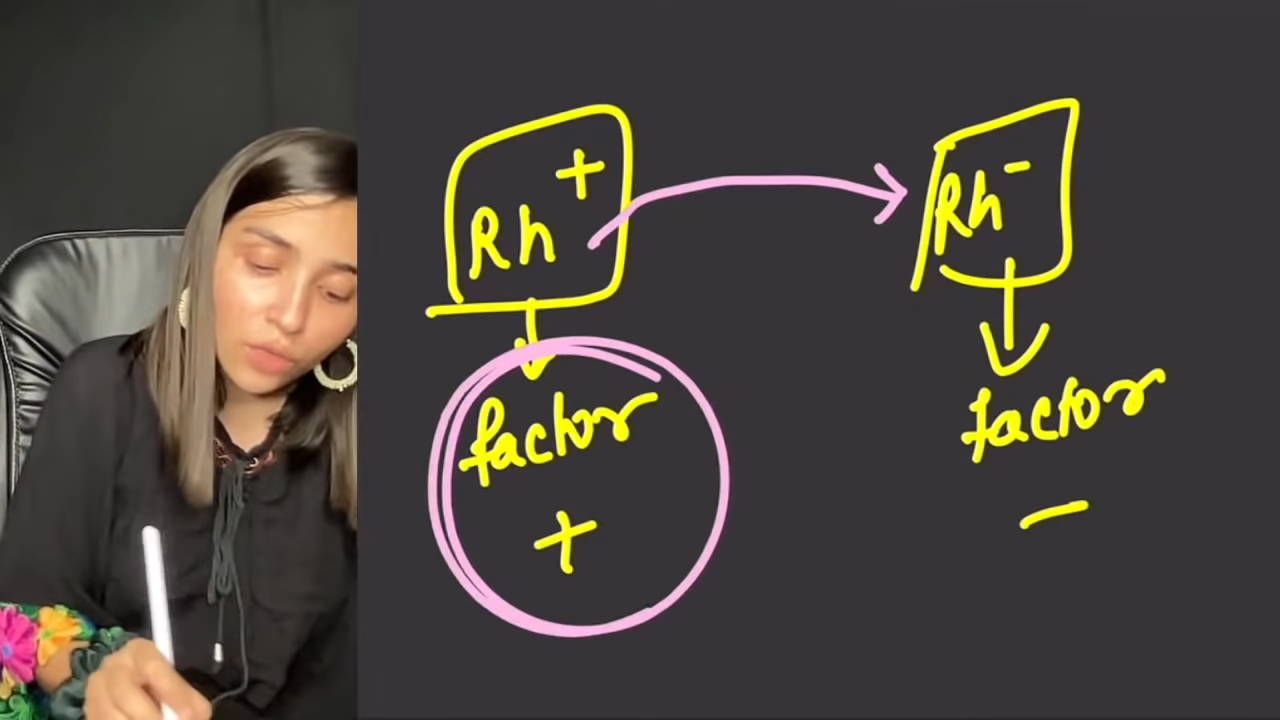 Rh+
factor
+
Rh-
factor
-